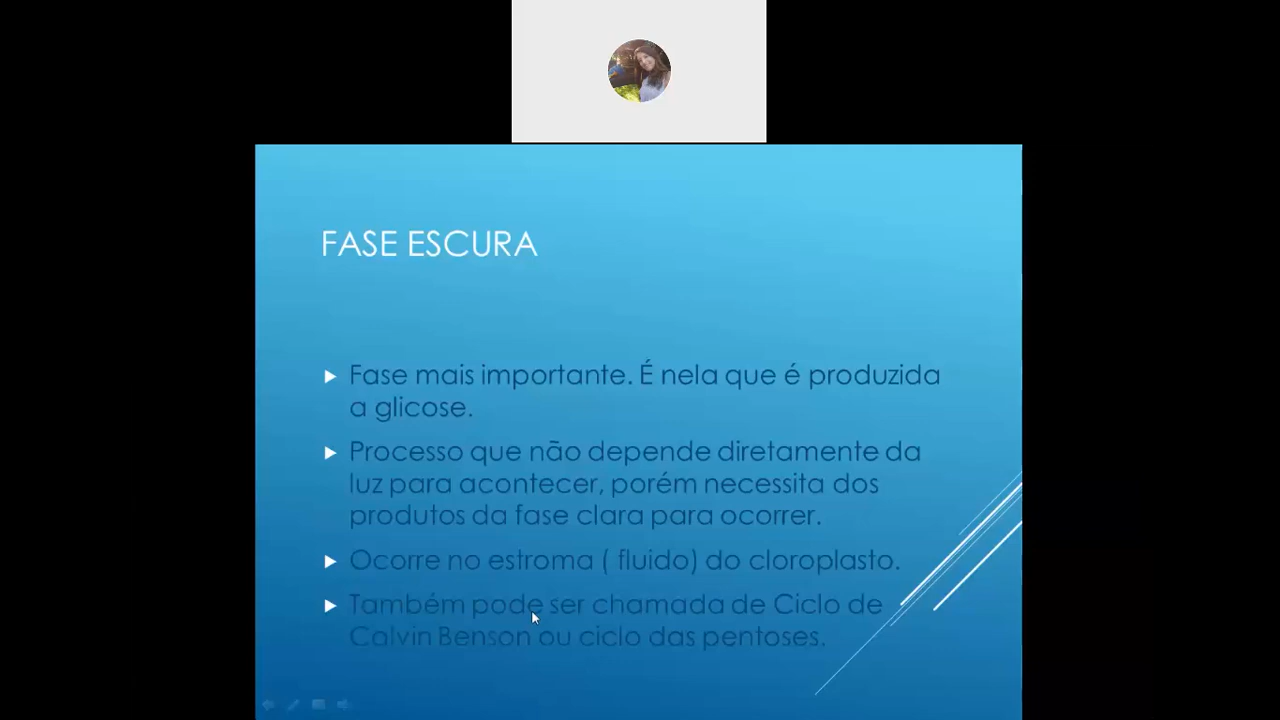 FASE ESCURA
Fase mais importante. É nela que é produzida
a glicose.
Processo que não depende diretamente da
luz para acontecer, porém necessita dos
produtos da fase clara para ocorrer.
Ocorre no estroma ( fluido) do cloroplasto.
Também pode ser chamada de Ciclo de
Calvin Benson ou ciclo das pentoses.